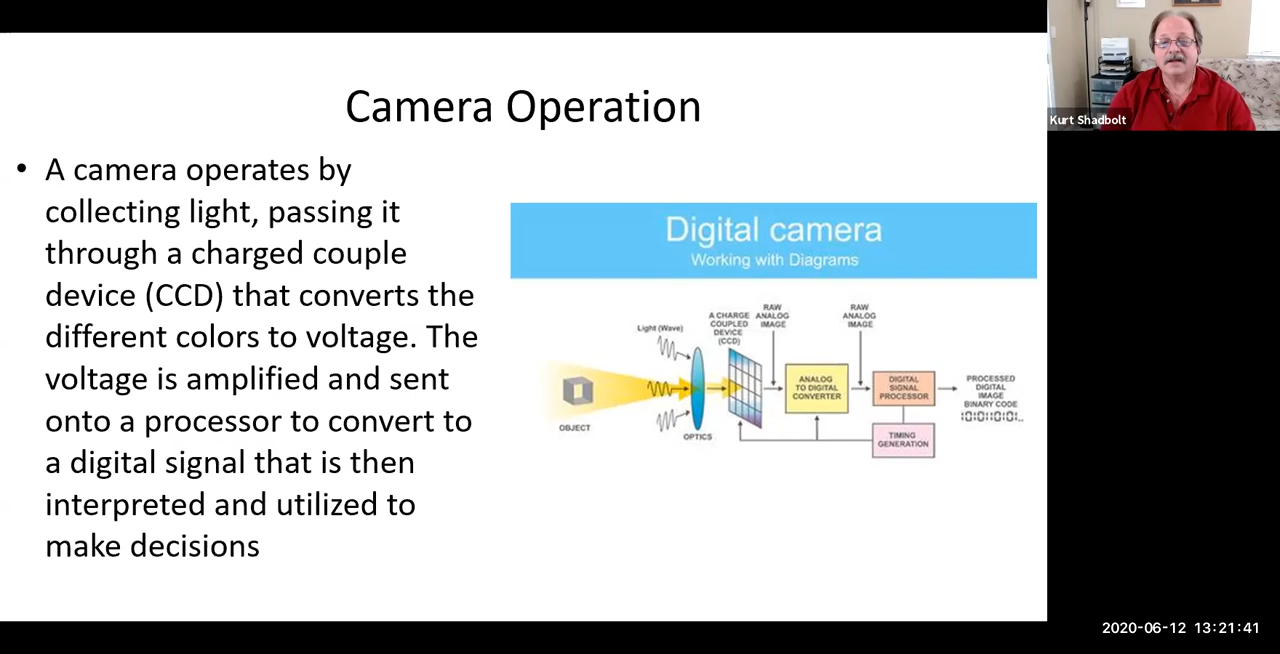 Camera Operation
• A camera operates by
collecting light, passing it
through a charged couple
device (CCD) that converts the
different colors to voltage. The
voltage is amplified and sent
onto a processor to convert to
a digital signal that is then
interpreted and utilized to
make decisions
Digital camera
Working with Diagrams
Light (Wave)
A CHARGE
COUPLED
DEVICE
(CCD)
RAW
ANALOG
IMAGE
RAW
ANALOG
IMAGE
OBJECT
OPTICS
ANALOG
TO DIGITAL
CONVERTER
DIGITAL
SIGNAL
PROCESSOR
TIMING
GENERATION
PROCESSED
DIGITAL
IMAGE
BINARY CODE
1010110101...
Kurt Shadbolt
2020-06-12 13:21:41